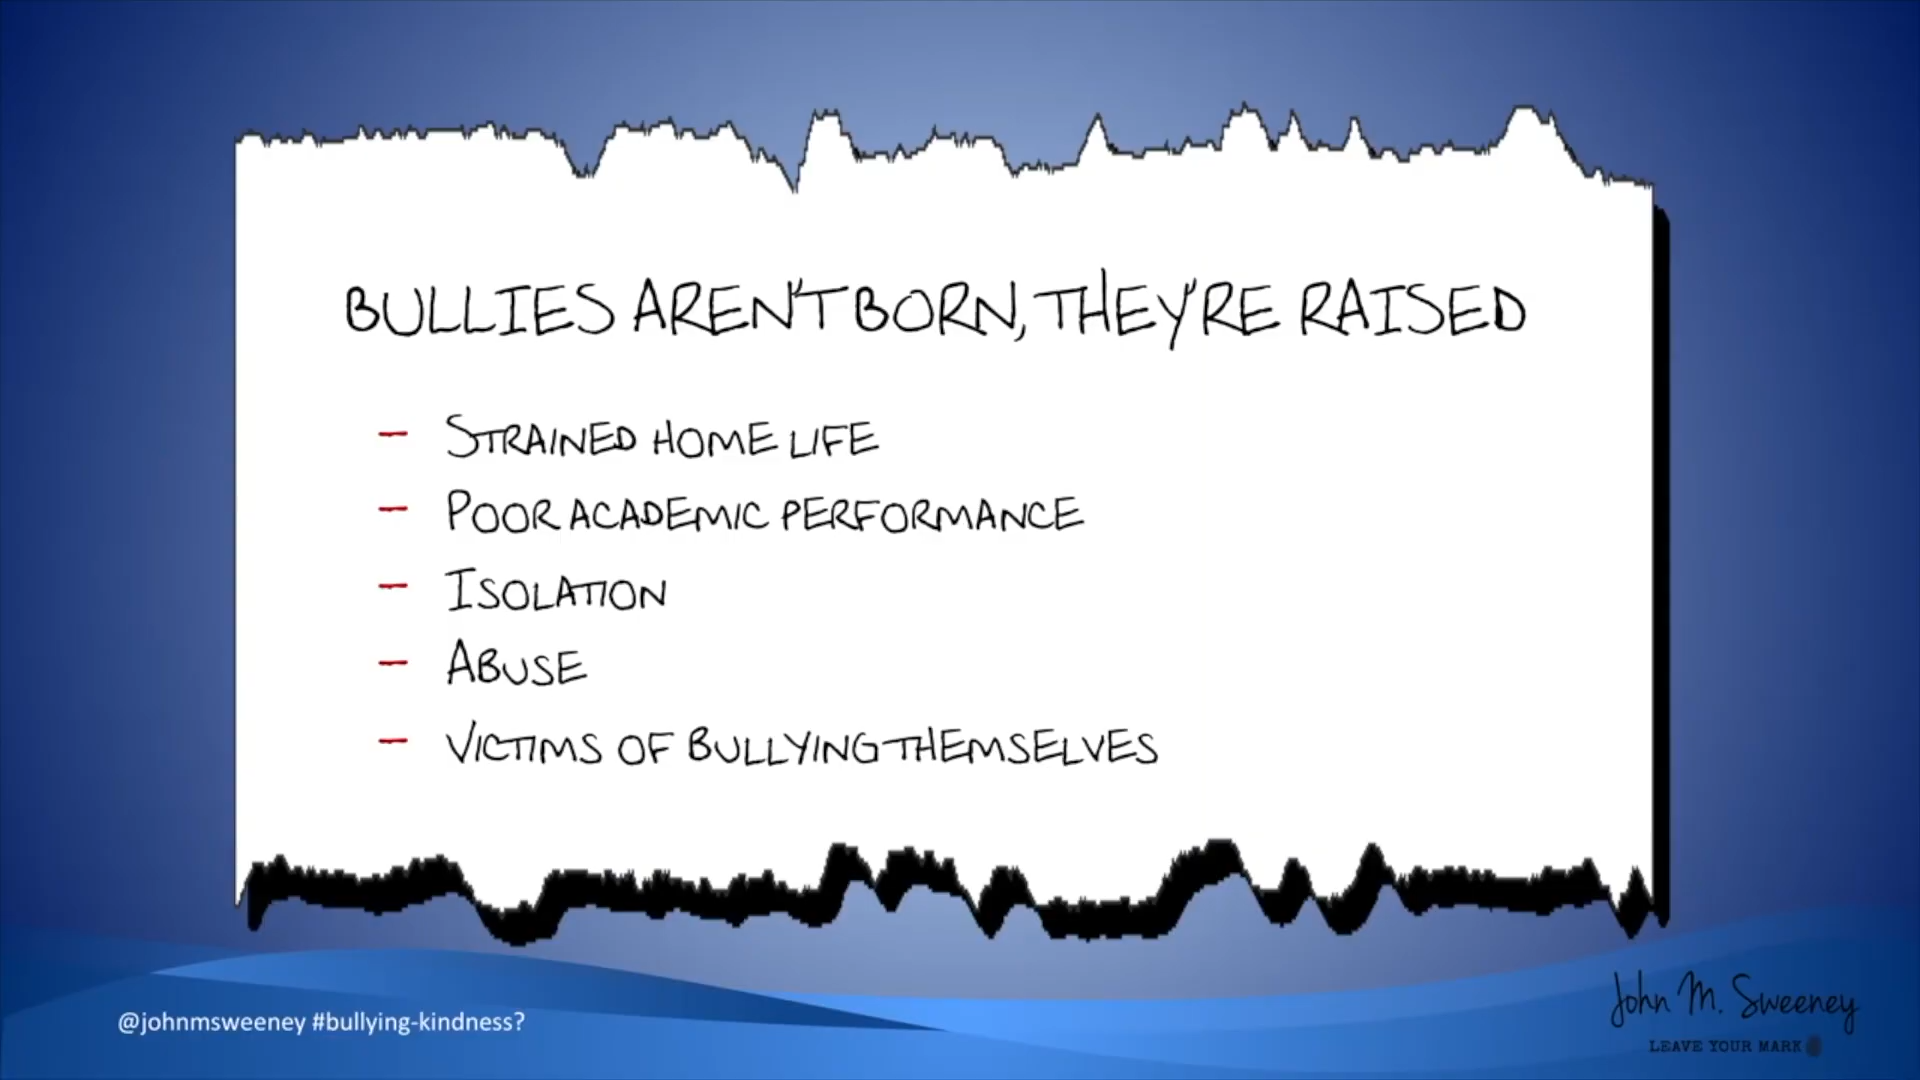 BULLIES AREN'T BORN, THEY'RE RAISED
– STRAINED HOME LIFE
– POOR ACADEMIC PERFORMANCE
– ISOLATION
– ABUSE
– VICTIMS OF BULLYING THEMSELVES
@johnmsweeney #bullying-kindness?
John M. Sweeney
LEAVE YOUR MARK